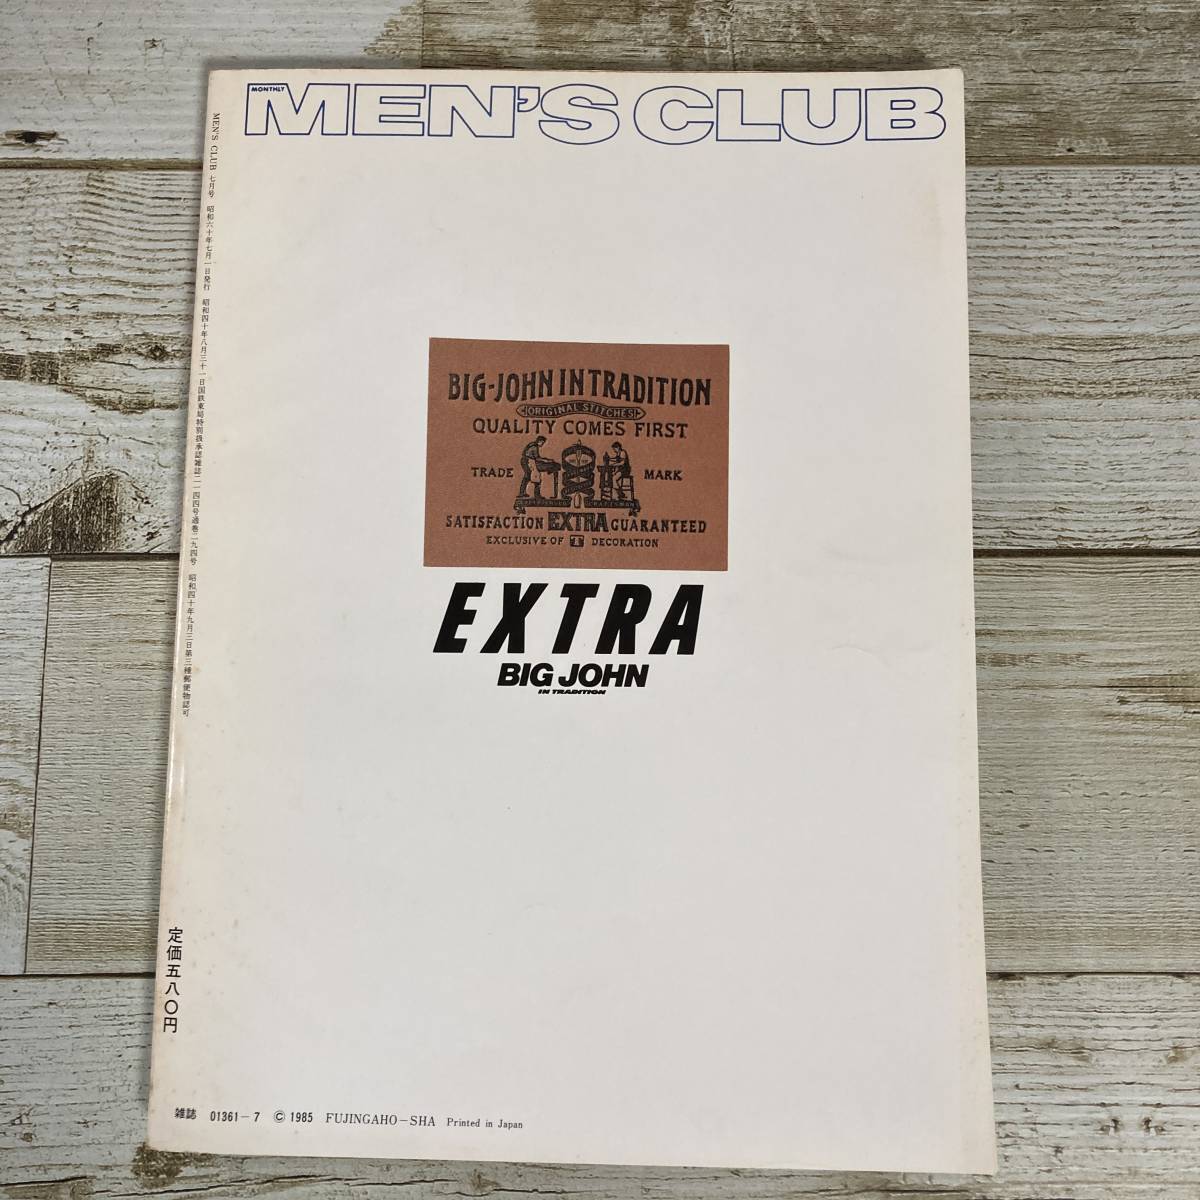 MONTHLY
MEN'S CLUB
MEN'S CLUB 七月号 昭和六十年七月一日発行 昭和四十年八月三十一日国鉄東局特別扱承認雑誌二一四四号通巻二九四号 昭和四十年九月三日第三種郵便物認可
BIG-JOHN IN TRADITION
ORIGINAL STITCHES
QUALITY COMES FIRST
TRADE MARK
SATISFACTION EXTRA GUARANTEED
EXCLUSIVE OF T DECORATION
EXTRA
BIG JOHN
IN TRADITION
定価五八〇円
雑誌 01361-7 © 1985 FUJINGAHO-SHA Printed in Japan